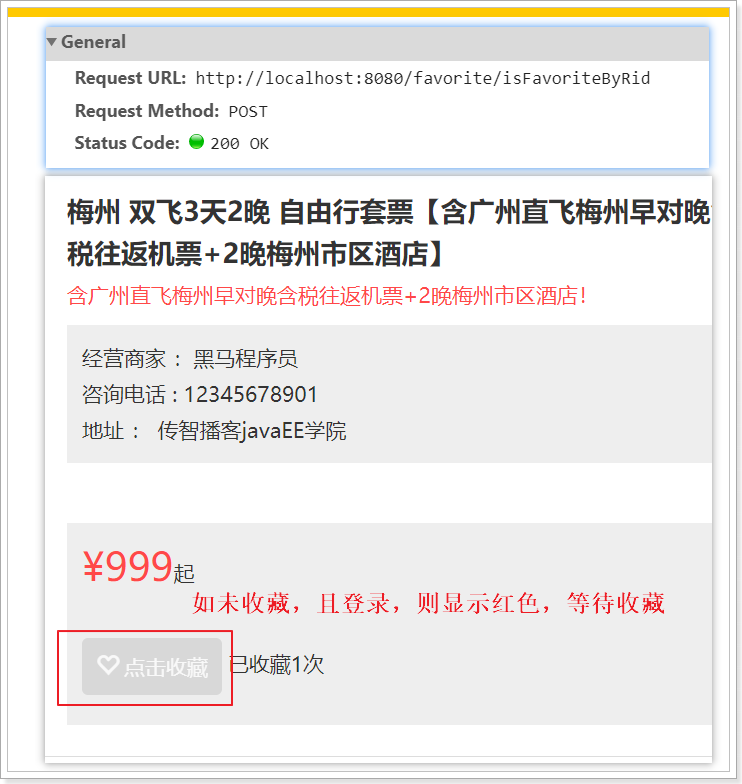 General
Request URL: http://localhost:8080/favorite/isFavoriteByRid
Request Method: POST
Status Code: 200 OK
梅州 双飞3天2晚 自由行套票【含广州直飞梅州早对晚
税往返机票+2晚梅州市区酒店】
含广州直飞梅州早对晚含税往返机票+2晚梅州市区酒店!
经营商家 : 黑马程序员
咨询电话 : 12345678901
地址 : 传智播客javaEE学院
¥999起
如未收藏，且登录，则显示红色，等待收藏
点击收藏 已收藏1次